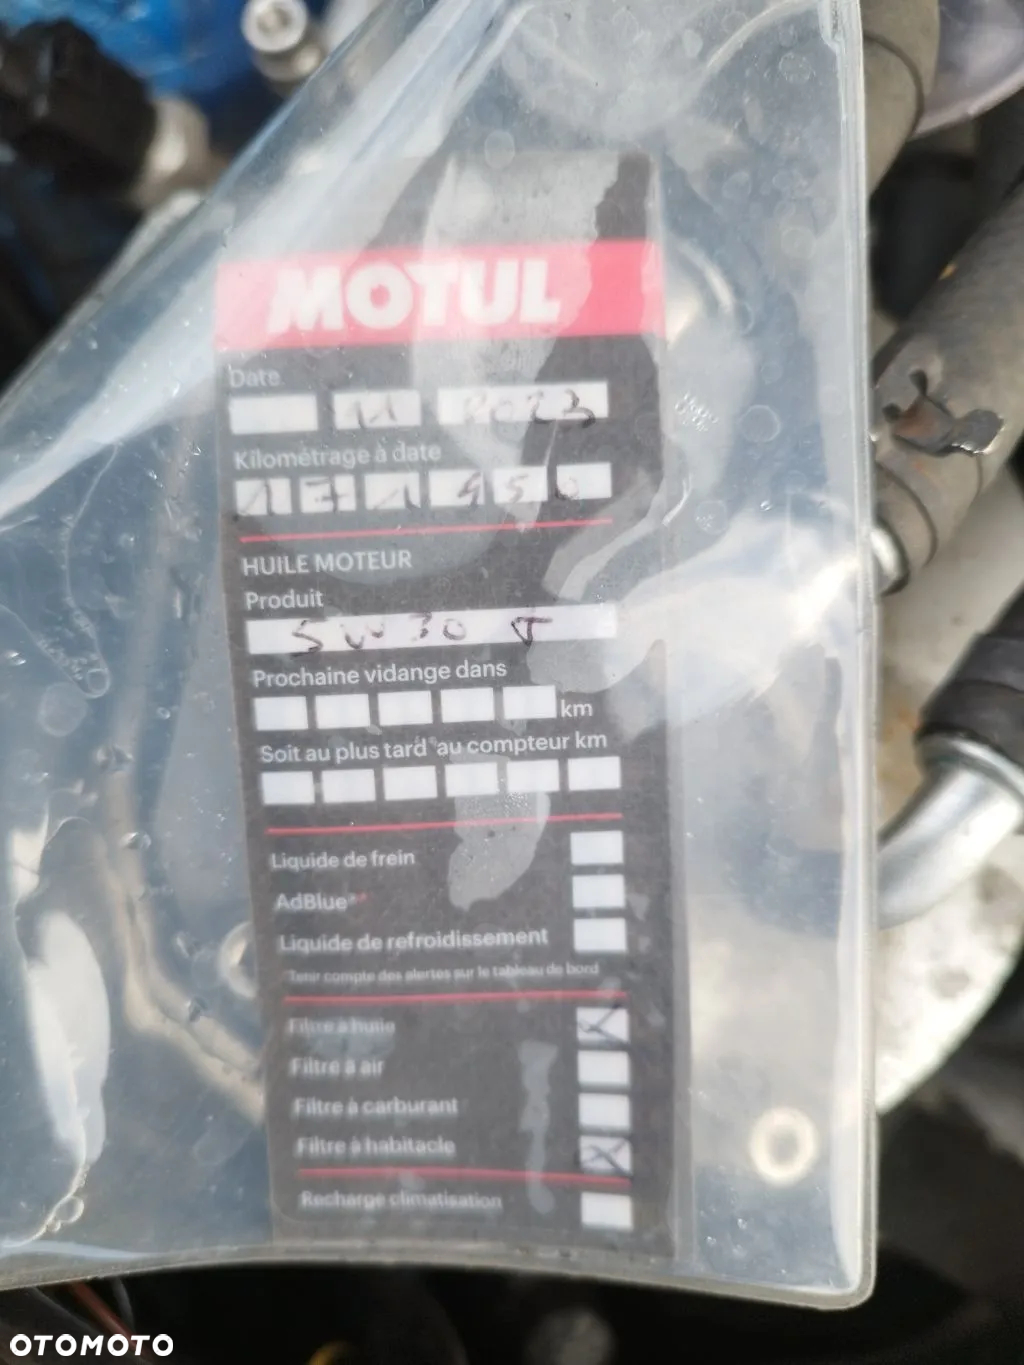 MOTUL
Date
11 2023
Kilométrage à date
171450
HUILE MOTEUR
Produit
5W30
Prochaine vidange dans
km
Soit au plus tard au compteur km
Liquide de frein
AdBlue**
Liquide de refroidissement
*Tenir compte des alertes sur le tableau de bord
Filtre à huile
Filtre à air
Filtre à carburant
Filtre à habitacle
Recharge climatisation
OTOMOTO